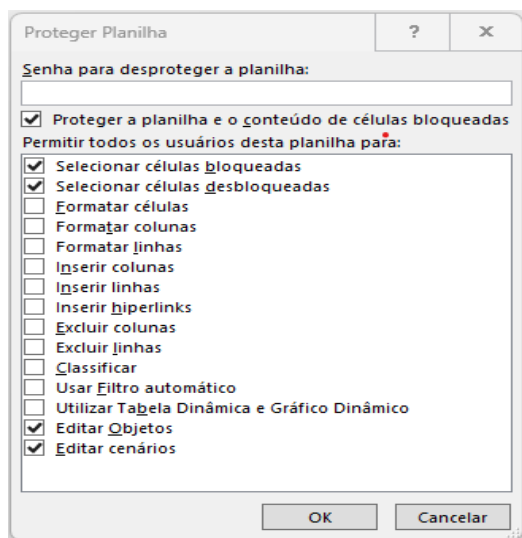 Proteger Planilha ? ×
Senha para desproteger a planilha:
Proteger a planilha e o conteúdo de células bloqueadas
Permitir todos os usuários desta planilha para:
Selecionar células bloqueadas
Selecionar células desbloqueadas
Formatar células
Formatar colunas
Formatar linhas
Inserir colunas
Inserir linhas
Inserir hiperlinks
Excluir colunas
Excluir linhas
Classificar
Usar Filtro automático
Utilizar Tabela Dinâmica e Gráfico Dinâmico
Editar Objetos
Editar cenários
OK Cancelar